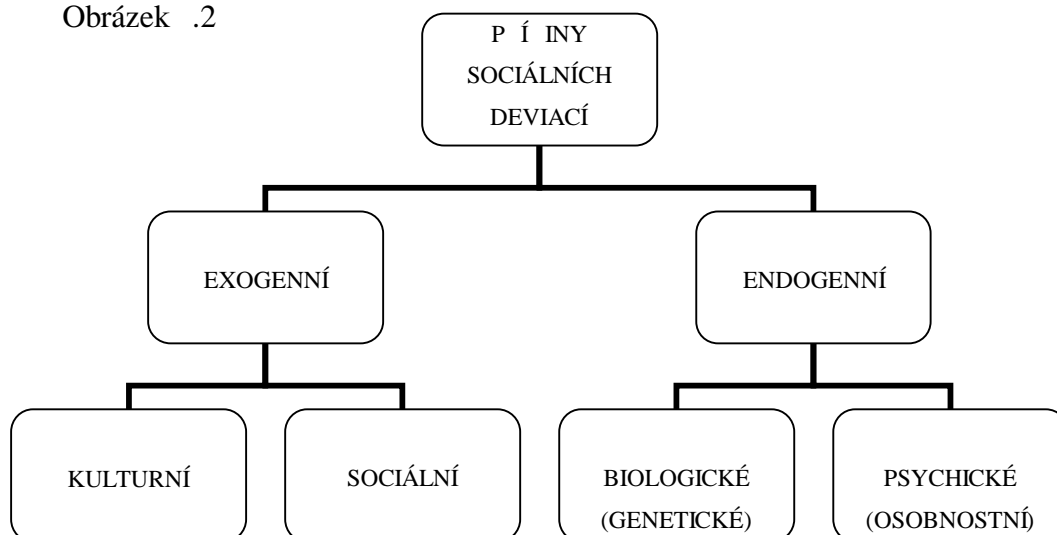 Obrázek .2
P Í INY
SOCIÁLNÍCH
DEVIACÍ
EXOGENNÍ
ENDOGENNÍ
KULTURNÍ
SOCIÁLNÍ
BIOLOGICKÉ
(GENETICKÉ)
PSYCHICKÉ
(OSOBNOSTNÍ)